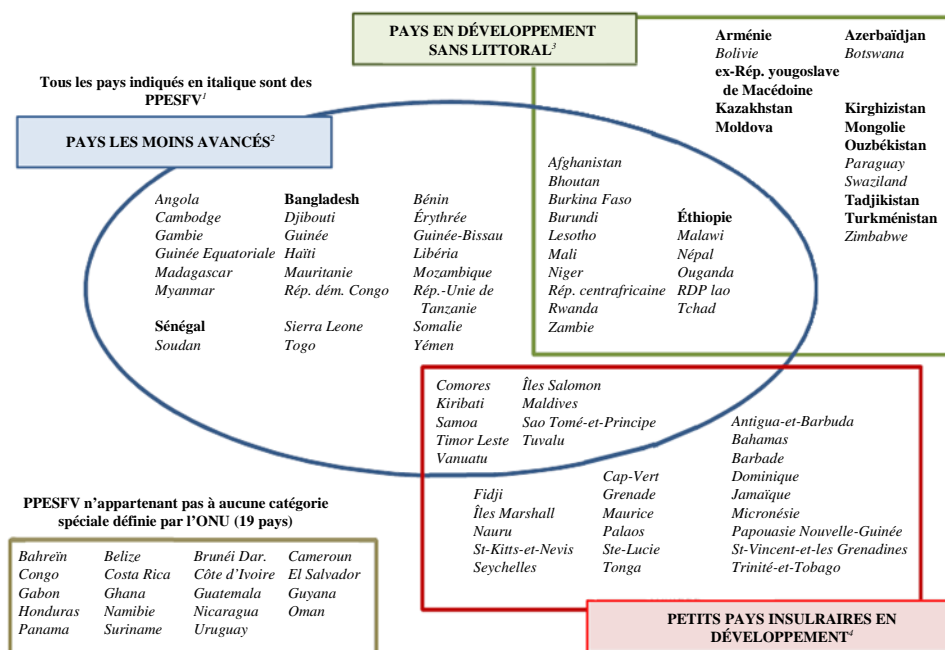 PAYS EN DÉVELOPPEMENT
SANS LITTORAL3
Arménie Azerbaïdjan
Bolivie Botswana
ex-Rép. yougoslave
de Macédoine
Kazakhstan Kirghizistan
Moldova Mongolie
Ouzbékistan
Paraguay
Swaziland
Tadjikistan
Turkménistan
Zimbabwe
Tous les pays indiqués en italique sont des
PPESFV1
PAYS LES MOINS AVANCÉS2
Angola Bangladesh Bénin
Cambodge Djibouti Érythrée
Gambie Guinée Guinée-Bissau
Guinée Equatoriale Haïti Libéria
Madagascar Mauritanie Mozambique
Myanmar Rép. dém. Congo Rép.-Unie de
Tanzanie
Sénégal Sierra Leone Somalie
Soudan Togo Yémen
Afghanistan
Bhoutan
Burkina Faso
Burundi Éthiopie
Lesotho Malawi
Mali Népal
Niger Ouganda
Rép. centrafricaine RDP lao
Rwanda Tchad
Zambie
Comores Îles Salomon
Kiribati Maldives
Samoa Sao Tomé-et-Principe
Timor Leste Tuvalu
Vanuatu
Antigua-et-Barbuda
Bahamas
Barbade
Cap-Vert Dominique
Fidji Grenade Jamaïque
Îles Marshall Maurice Micronésie
Nauru Palaos Papouasie Nouvelle-Guinée
St-Kitts-et-Nevis Ste-Lucie St-Vincent-et-les Grenadines
Seychelles Tonga Trinité-et-Tobago
PETITS PAYS INSULRAIRES EN
DÉVELOPPEMENT4
PPESFV n’appartenant pas à aucune catégorie
spéciale définie par l’ONU (19 pays)
Bahreïn Belize Brunéi Dar. Cameroun
Congo Costa Rica Côte d’Ivoire El Salvador
Gabon Ghana Guatemala Guyana
Honduras Namibie Nicaragua Oman
Panama Suriname Uruguay